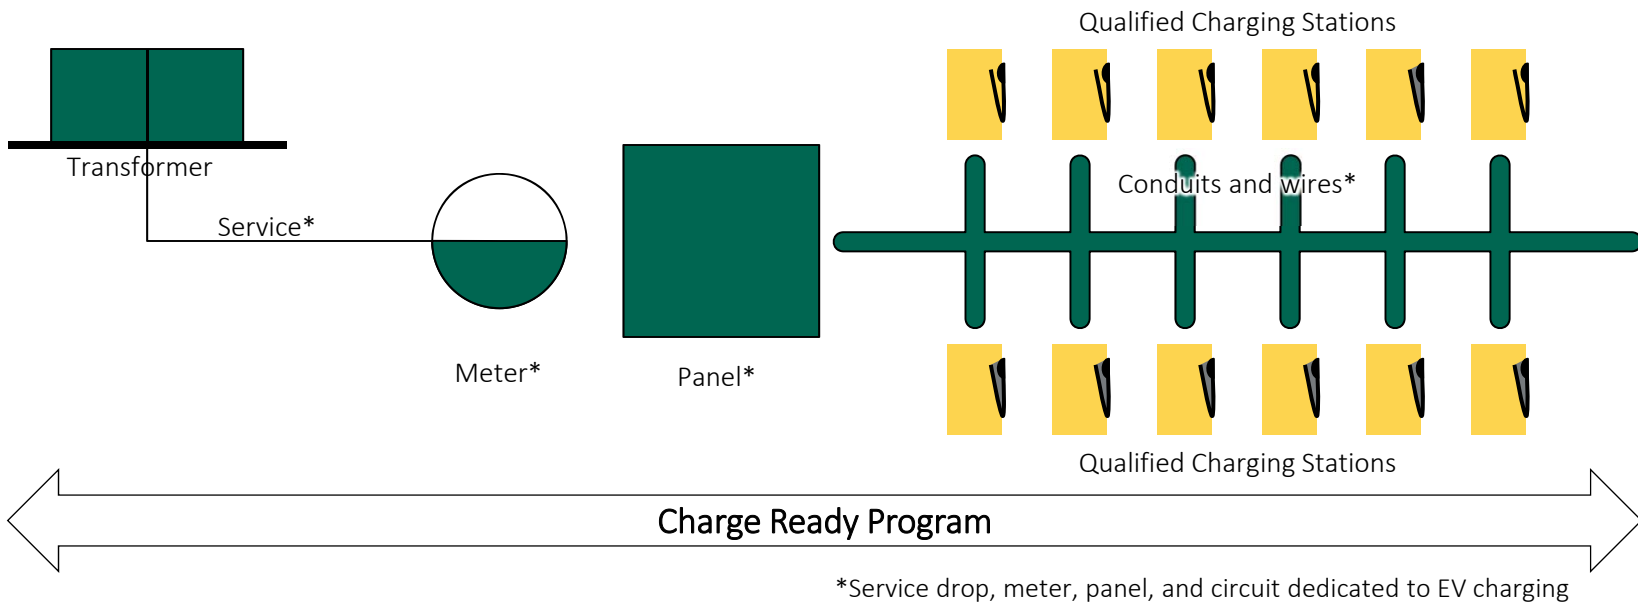 Qualified Charging Stations
Transformer
Conduits and wires*
Service*
Meter*
Panel*
Qualified Charging Stations
Charge Ready Program
*Service drop, meter, panel, and circuit dedicated to EV charging